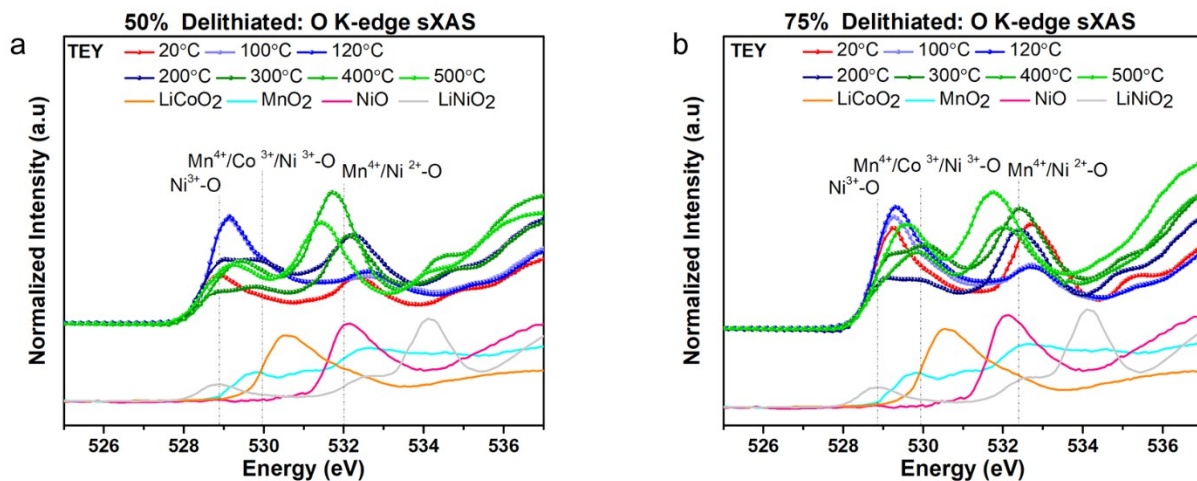 50% Delithiated: O K-edge sXAS
a
TEY 20°C 100°C 120°C
200°C 300°C 400°C 500°C
LiCoO2 MnO2 NiO LiNiO2
Mn4+/Co 3+/Ni 3+-O
Ni3+-O
Mn4+/Ni 2+-O
Normalized Intensity (a.u)
526 528 530 532 534 536
Energy (eV)
75% Delithiated: O K-edge sXAS
b
TEY 20°C 100°C 120°C
200°C 300°C 400°C 500°C
LiCoO2 MnO2 NiO LiNiO2
Mn4+/Co 3+/Ni 3+-O
Ni3+-O
Mn4+/Ni 2+-O
Normalized Intensity (a.u)
526 528 530 532 534 536
Energy (eV)